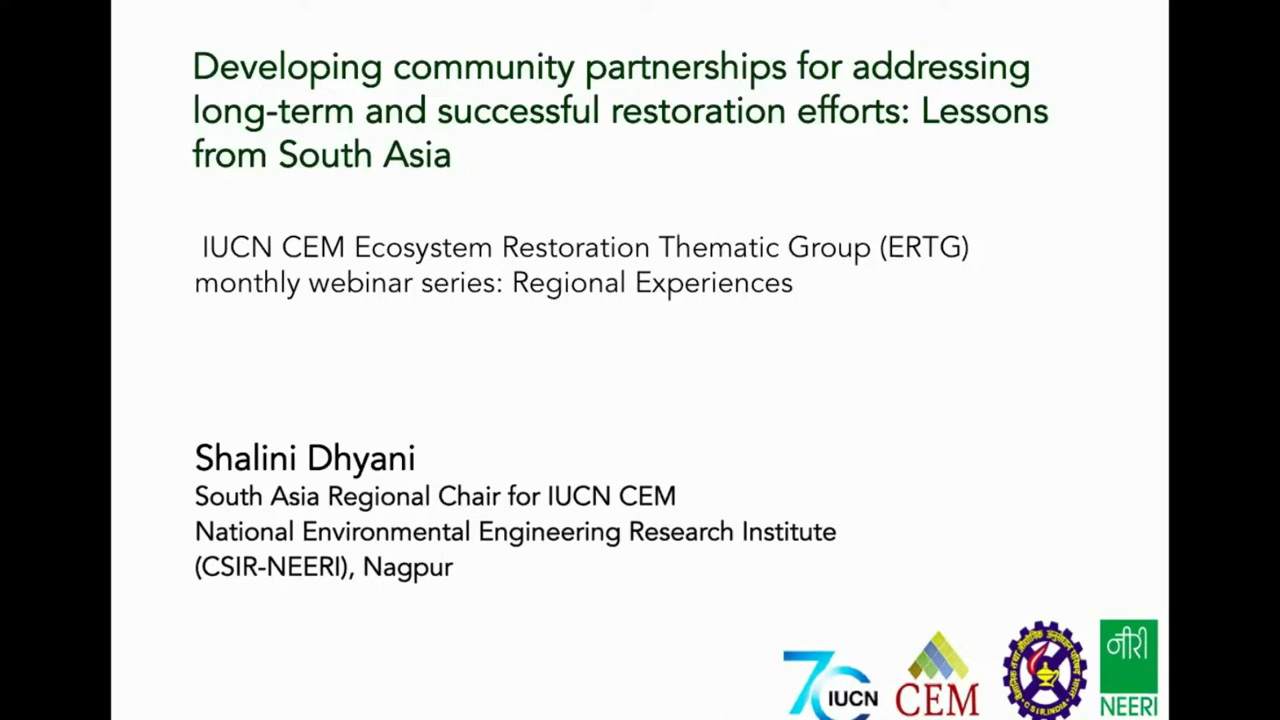 Developing community partnerships for addressing
long-term and successful restoration efforts: Lessons
from South Asia
IUCN CEM Ecosystem Restoration Thematic Group (ERTG)
monthly webinar series: Regional Experiences
Shalini Dhyani
South Asia Regional Chair for IUCN CEM
National Environmental Engineering Research Institute
(CSIR-NEERI), Nagpur
70 IUCN
CEM
CSIR.INDIA
नीरी
NEERI